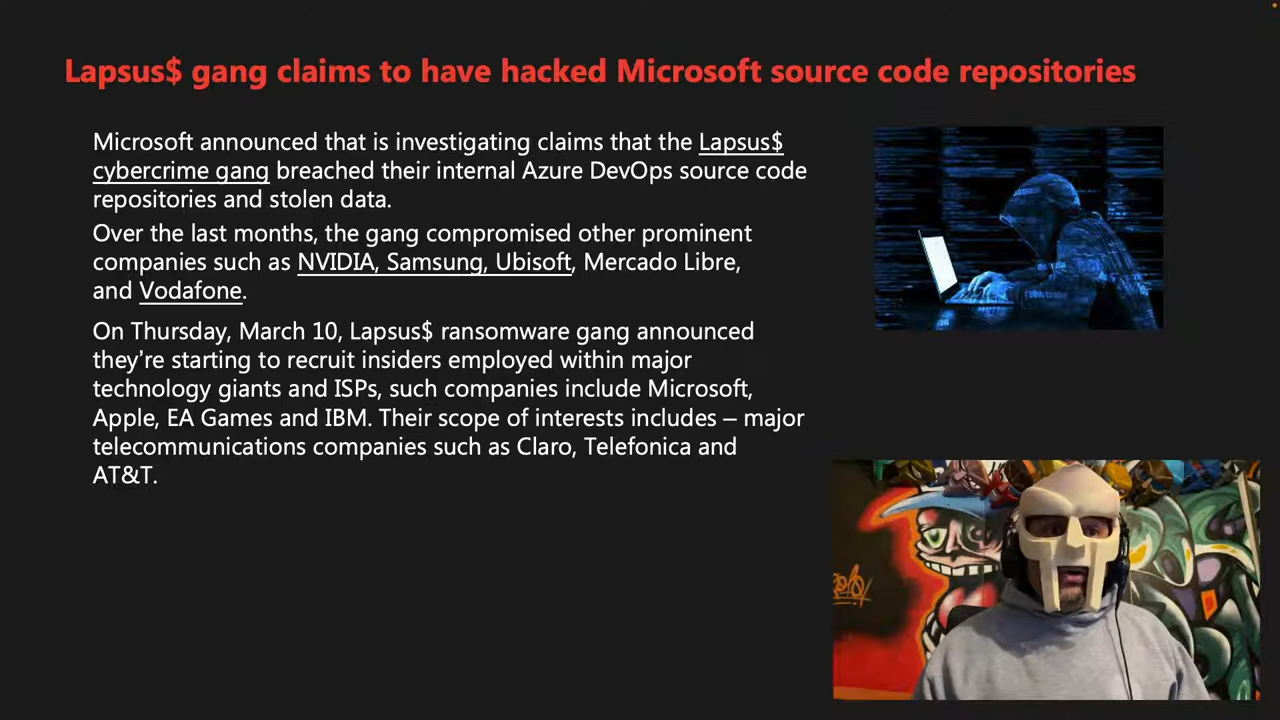 Lapsus$ gang claims to have hacked Microsoft source code repositories
Microsoft announced that is investigating claims that the Lapsus$
cybercrime gang breached their internal Azure DevOps source code
repositories and stolen data.
Over the last months, the gang compromised other prominent
companies such as NVIDIA, Samsung, Ubisoft, Mercado Libre,
and Vodafone.
On Thursday, March 10, Lapsus$ ransomware gang announced
they’re starting to recruit insiders employed within major
technology giants and ISPs, such companies include Microsoft,
Apple, EA Games and IBM. Their scope of interests includes – major
telecommunications companies such as Claro, Telefonica and
AT&T.